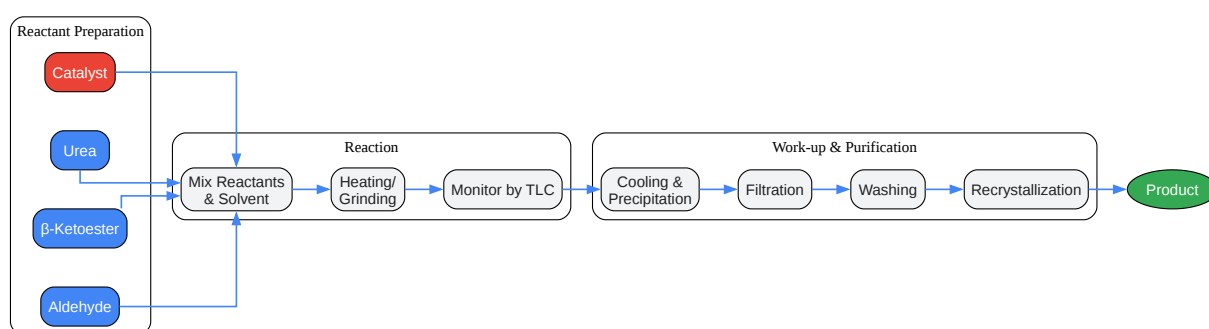 Reactant Preparation
Catalyst
Urea
β-Ketoester
Aldehyde
Reaction
Mix Reactants
& Solvent
Heating/
Grinding
Monitor by TLC
Work-up & Purification
Cooling &
Precipitation
Filtration
Washing
Recrystallization
Product